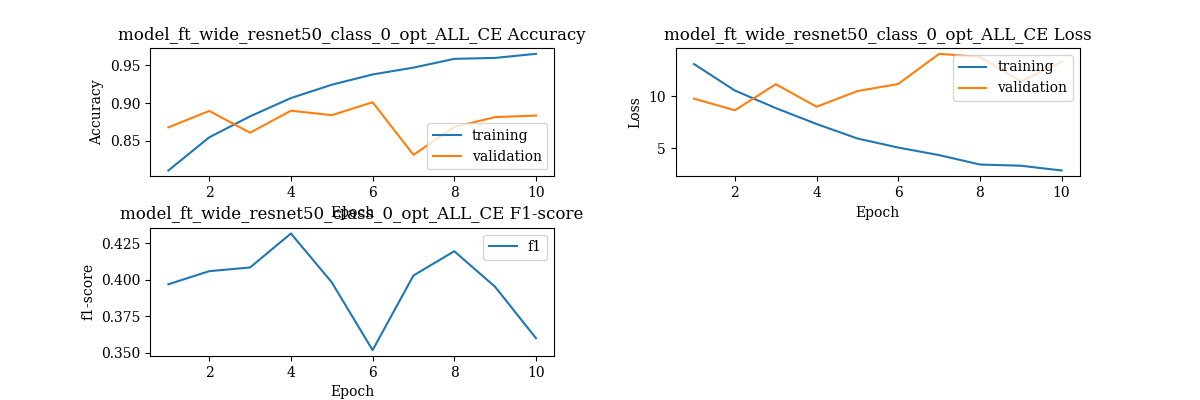 model_ft_wide_resnet50_class_0_opt_ALL_CE Accuracy
0.95
0.90
0.85
Accuracy
training
validation
2 4 6 8 10
Epoch
model_ft_wide_resnet50_class_0_opt_ALL_CE Loss
10
5
Loss
training
validation
2 4 6 8 10
Epoch
model_ft_wide_resnet50_class_0_opt_ALL_CE F1-score
0.425
0.400
0.375
0.350
f1-score
f1
2 4 6 8 10
Epoch